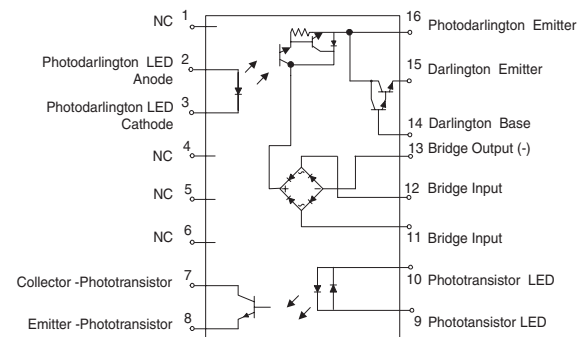 NC 1
2
Photodarlington LED
Anode
3
Photodarlington LED
Cathode
NC 4
NC 5
NC 6
7
Collector -Phototransistor
8
Emitter -Phototransistor
16 Photodarlington Emitter
15 Darlington Emitter
14 Darlington Base
13 Bridge Output (-)
12 Bridge Input
11 Bridge Input
10 Phototransistor LED
9 Phototansistor LED
+ ~ - ~